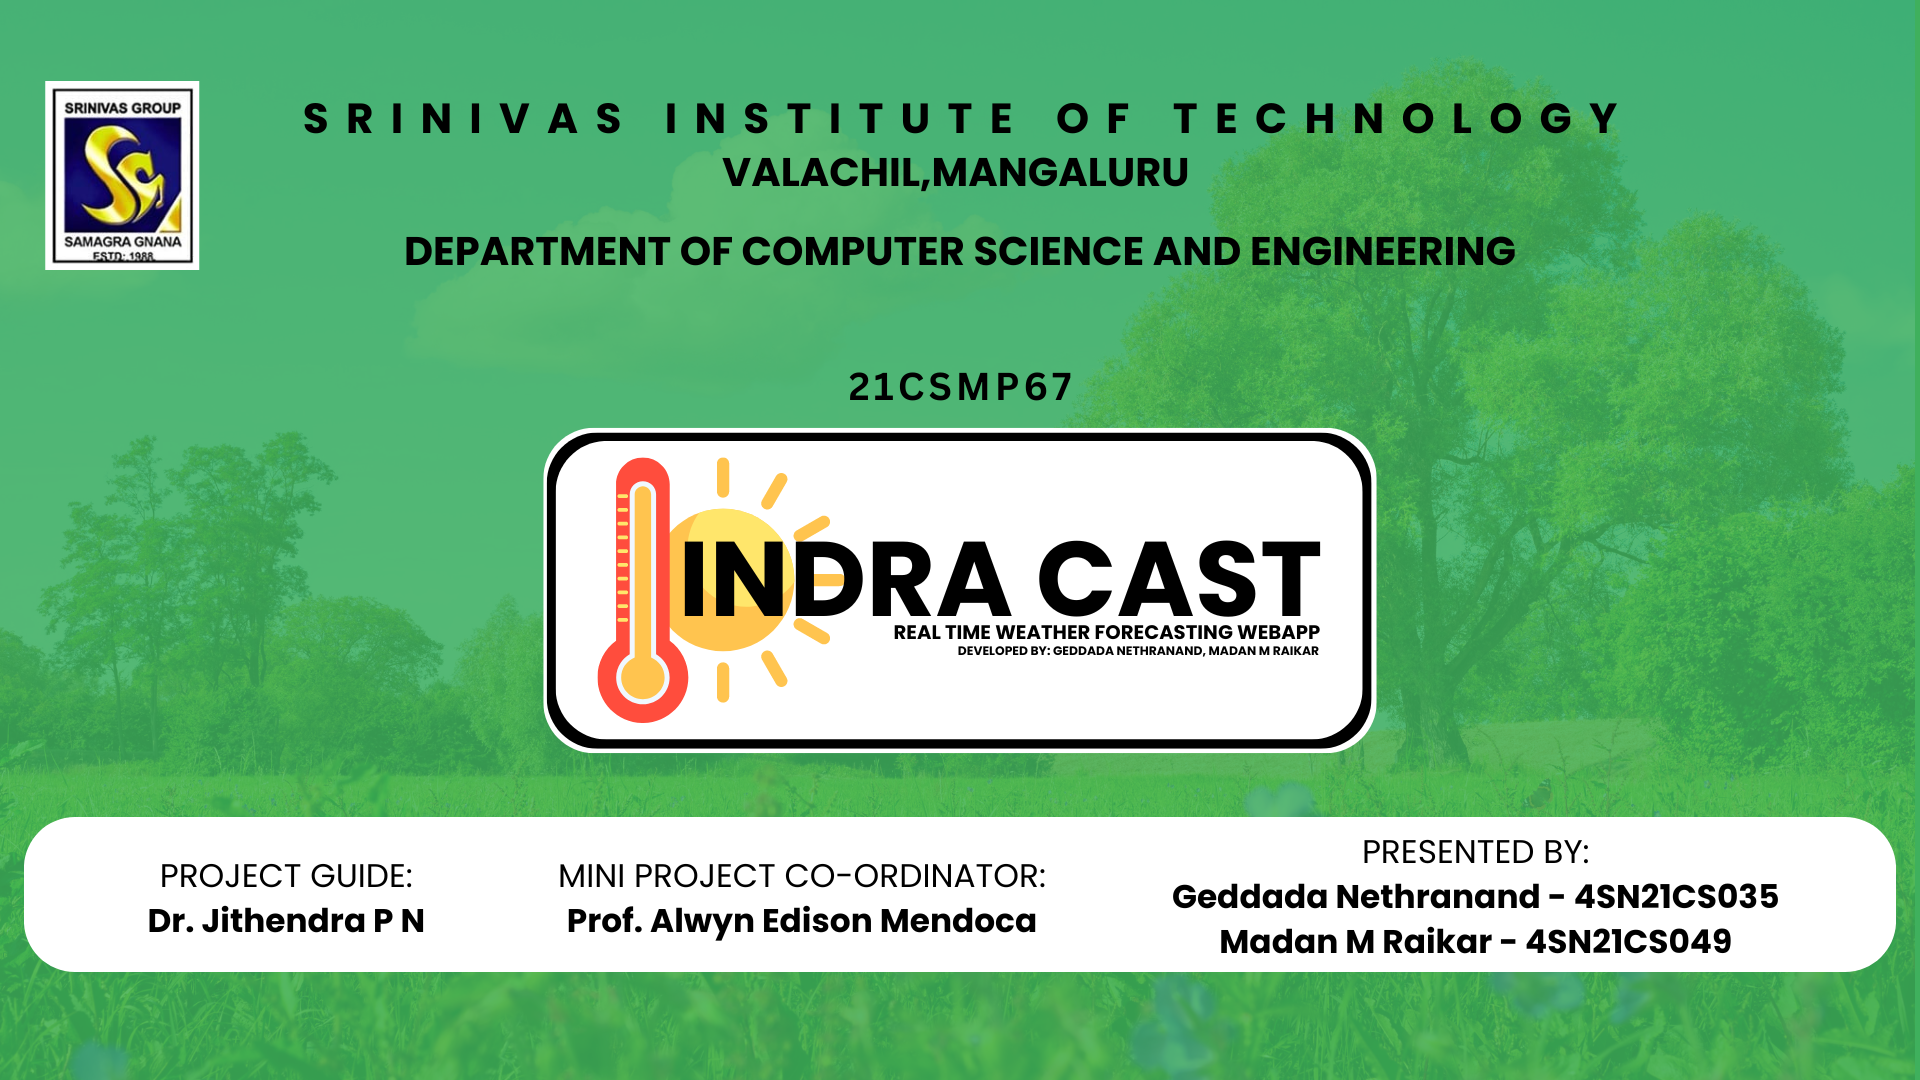 SRINIVAS GROUP
SAMAGRA GNANA
ESTD: 1988
SRINIVAS INSTITUTE OF TECHNOLOGY
VALACHIL,MANGALURU
DEPARTMENT OF COMPUTER SCIENCE AND ENGINEERING
21CSMP67
INDRA CAST
REAL TIME WEATHER FORECASTING WEBAPP
DEVELOPED BY: GEDDADA NETHRANAND, MADAN M RAIKAR
PROJECT GUIDE:
Dr. Jithendra P N
MINI PROJECT CO-ORDINATOR:
Prof. Alwyn Edison Mendoca
PRESENTED BY:
Geddada Nethranand - 4SN21CS035
Madan M Raikar - 4SN21CS049